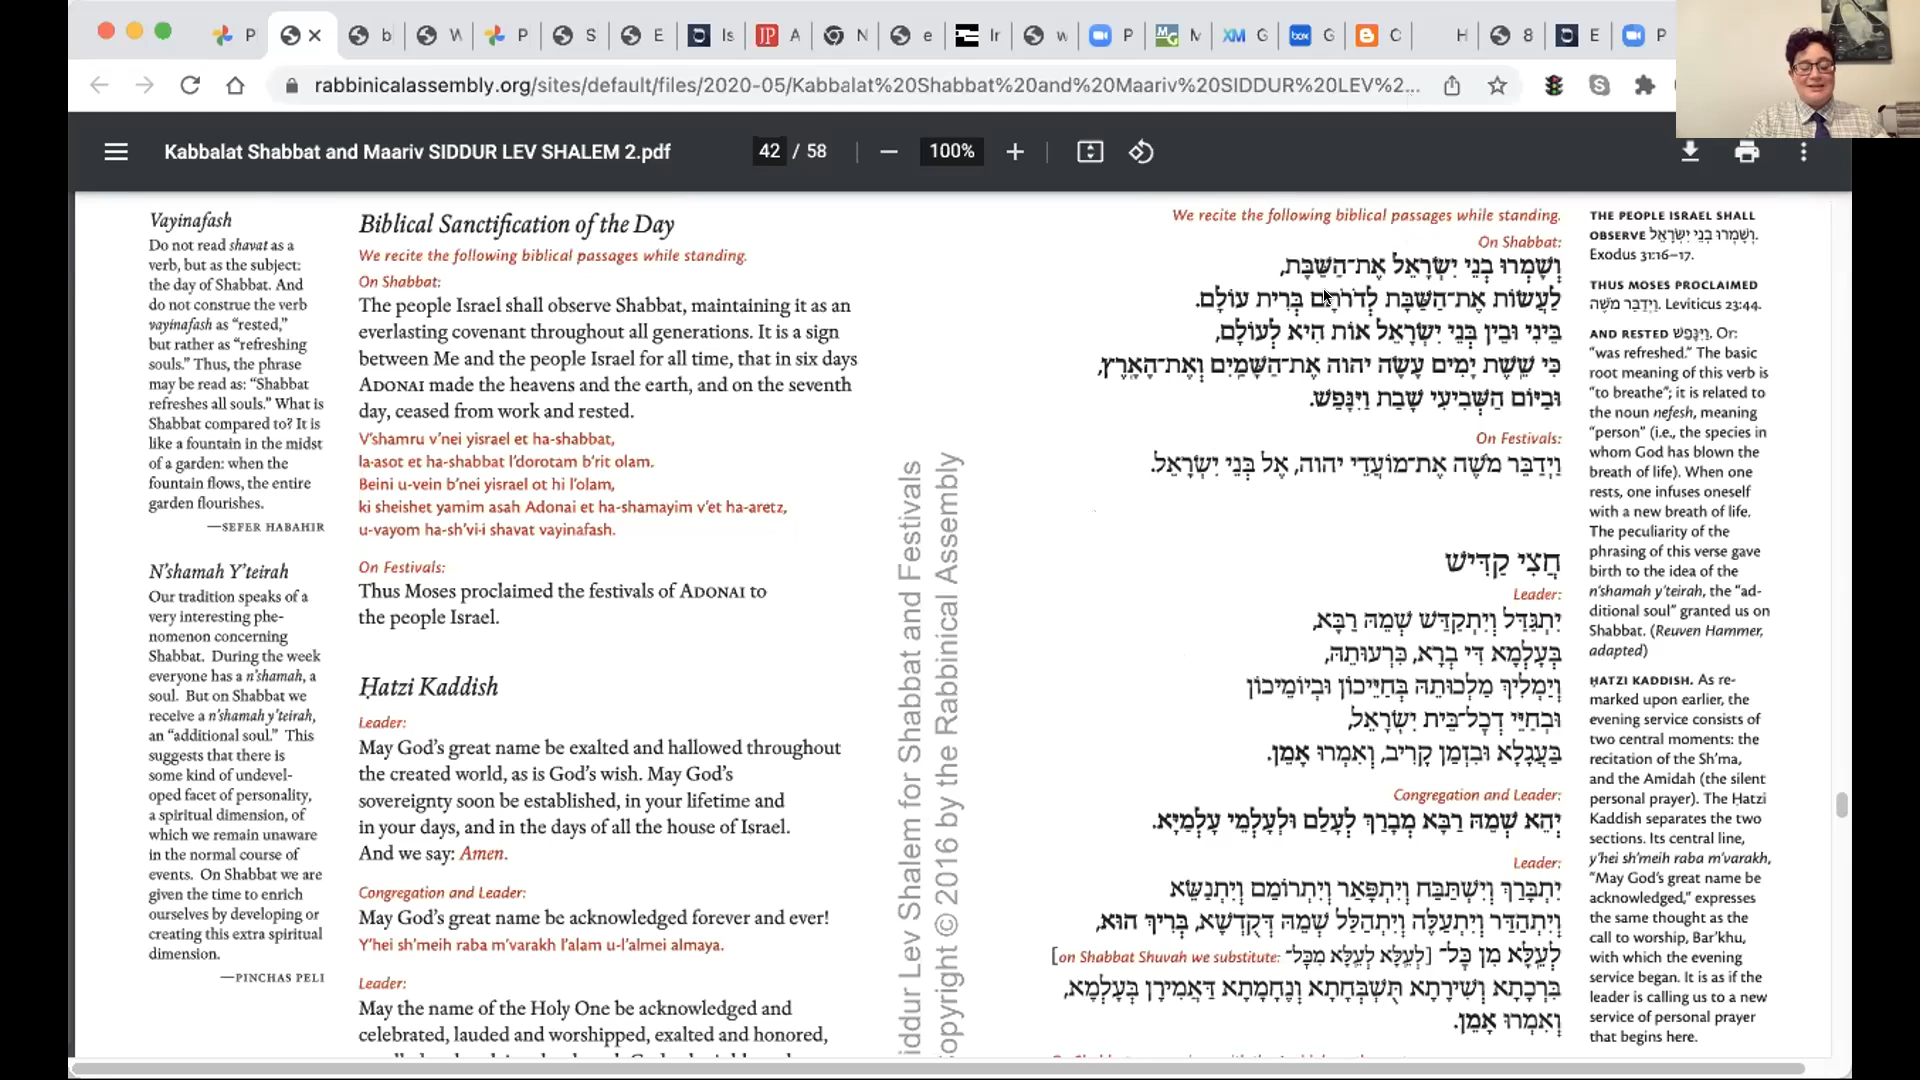 P
b
W
P
S
E
Is
A
N
e
Ir
w
P
M
G
G
C
H
8
E
P
rabbinicalassembly.org/sites/default/files/2020-05/Kabbalat%20Shabbat%20and%20Maariv%20SIDDUR%20LEV%2...
Kabbalat Shabbat and Maariv SIDDUR LEV SHALEM 2.pdf
42 / 58
100%
Vayinafash
Do not read shavat as a
verb, but as the subject:
the day of Shabbat. And
do not construe the verb
vayinafash as “rested,”
but rather as “refreshing
souls.” Thus, the phrase
may be read as: “Shabbat
refreshes all souls.” What is
Shabbat compared to? It is
like a fountain in the midst
of a garden: when the
fountain flows, the entire
garden flourishes.
—SEFER HABAHIR
N’shamah Y’teirah
Our tradition speaks of a
very interesting phe-
nomenon concerning
Shabbat. During the week
everyone has a n’shamah, a
soul. But on Shabbat we
receive a n’shamah y’teirah,
an “additional soul.” This
suggests that there is
some kind of undevel-
oped facet of personality,
a spiritual dimension, of
which we remain unaware
in the normal course of
events. On Shabbat we are
given the time to enrich
ourselves by developing or
creating this extra spiritual
dimension.
—PINCHAS PELI
Biblical Sanctification of the Day
We recite the following biblical passages while standing.
On Shabbat:
The people Israel shall observe Shabbat, maintaining it as an
everlasting covenant throughout all generations. It is a sign
between Me and the people Israel for all time, that in six days
ADONAI made the heavens and the earth, and on the seventh
day, ceased from work and rested.
V’shamru v’nei yisrael et ha-shabbat,
la·asot et ha-shabbat l’dorotam b’rit olam.
Beini u-vein b’nei yisrael ot hi l’olam,
ki sheishet yamim asah Adonai et ha-shamayim v’et ha-aretz,
u-vayom ha-sh’vi·i shavat vayinafash.
On Festivals:
Thus Moses proclaimed the festivals of ADONAI to
the people Israel.
Ḥatzi Kaddish
Leader:
May God’s great name be exalted and hallowed throughout
the created world, as is God’s wish. May God’s
sovereignty soon be established, in your lifetime and
in your days, and in the days of all the house of Israel.
And we say: Amen.
Congregation and Leader:
May God’s great name be acknowledged forever and ever!
Y’hei sh’meih raba m’varakh l’alam u-l’almei almaya.
Leader:
May the name of the Holy One be acknowledged and
celebrated, lauded and worshipped, exalted and honored,
iddur Lev Shalem for Shabbat and Festivals
opyright © 2016 by the Rabbinical Assembly
We recite the following biblical passages while standing.
On Shabbat:
וְשָׁמְרוּ בְנֵי יִשְׂרָאֵל אֶת־הַשַּׁבָּת,
לַעֲשׂוֹת אֶת־הַשַּׁבָּת לְדֹרֹתָם בְּרִית עוֹלָם.
בֵּינִי וּבֵין בְּנֵי יִשְׂרָאֵל אוֹת הִיא לְעוֹלָם,
כִּי שֵׁשֶׁת יָמִים עָשָׂה יהוה אֶת־הַשָּׁמַיִם וְאֶת־הָאָרֶץ,
וּבַיּוֹם הַשְּׁבִיעִי שָׁבַת וַיִּנָּפַשׁ.
On Festivals:
וַיְדַבֵּר מֹשֶׁה אֶת־מוֹעֲדֵי יהוה, אֶל בְּנֵי יִשְׂרָאֵל.
חֲצִי קַדִּישׁ
Leader:
יִתְגַּדַּל וְיִתְקַדַּשׁ שְׁמֵהּ רַבָּא,
בְּעָלְמָא דִּי בְרָא, כִּרְעוּתֵהּ,
וְיַמְלִיךְ מַלְכוּתֵהּ בְּחַיֵּיכוֹן וּבְיוֹמֵיכוֹן
וּבְחַיֵּי דְכָל־בֵּית יִשְׂרָאֵל,
בַּעֲגָלָא וּבִזְמַן קָרִיב, וְאִמְרוּ אָמֵן.
Congregation and Leader:
יְהֵא שְׁמֵהּ רַבָּא מְבָרַךְ לְעָלַם וּלְעָלְמֵי עָלְמַיָּא.
Leader:
יִתְבָּרַךְ וְיִשְׁתַּבַּח וְיִתְפָּאַר וְיִתְרוֹמַם וְיִתְנַשֵּׂא
וְיִתְהַדַּר וְיִתְעַלֶּה וְיִתְהַלַּל שְׁמֵהּ דְּקֻדְשָׁא, בְּרִיךְ הוּא,
לְעֵלָּא מִן כָּל־ [לְעֵלָּא לְעֵלָּא מִכָּל־ on Shabbat Shuvah we substitute:]
בִּרְכָתָא וְשִׁירָתָא תֻּשְׁבְּחָתָא וְנֶחָמָתָא דַּאֲמִירָן בְּעָלְמָא,
וְאִמְרוּ אָמֵן.
THE PEOPLE ISRAEL SHALL
OBSERVE וְשָׁמְרוּ בְנֵי יִשְׂרָאֵל.
Exodus 31:16–17.
THUS MOSES PROCLAIMED
וַיְדַבֵּר מֹשֶׁה. Leviticus 23:44.
AND RESTED וַיִּנָּפַשׁ. Or:
“was refreshed.” The basic
root meaning of this verb is
“to breathe”; it is related to
the noun nefesh, meaning
“person” (i.e., the species in
whom God has blown the
breath of life). When one
rests, one infuses oneself
with a new breath of life.
The peculiarity of the
phrasing of this verse gave
birth to the idea of the
n’shamah y’teirah, the “ad-
ditional soul” granted us on
Shabbat. (Reuven Hammer,
adapted)
ḤATZI KADDISH. As re-
marked upon earlier, the
evening service consists of
two central moments: the
recitation of the Sh’ma,
and the Amidah (the silent
personal prayer). The Ḥatzi
Kaddish separates the two
sections. Its central line,
y’hei sh’meih raba m’varakh,
“May God’s great name be
acknowledged,” expresses
the same thought as the
call to worship, Bar’khu,
with which the evening
service began. It is as if the
leader is calling us to a new
service of personal prayer
that begins here.